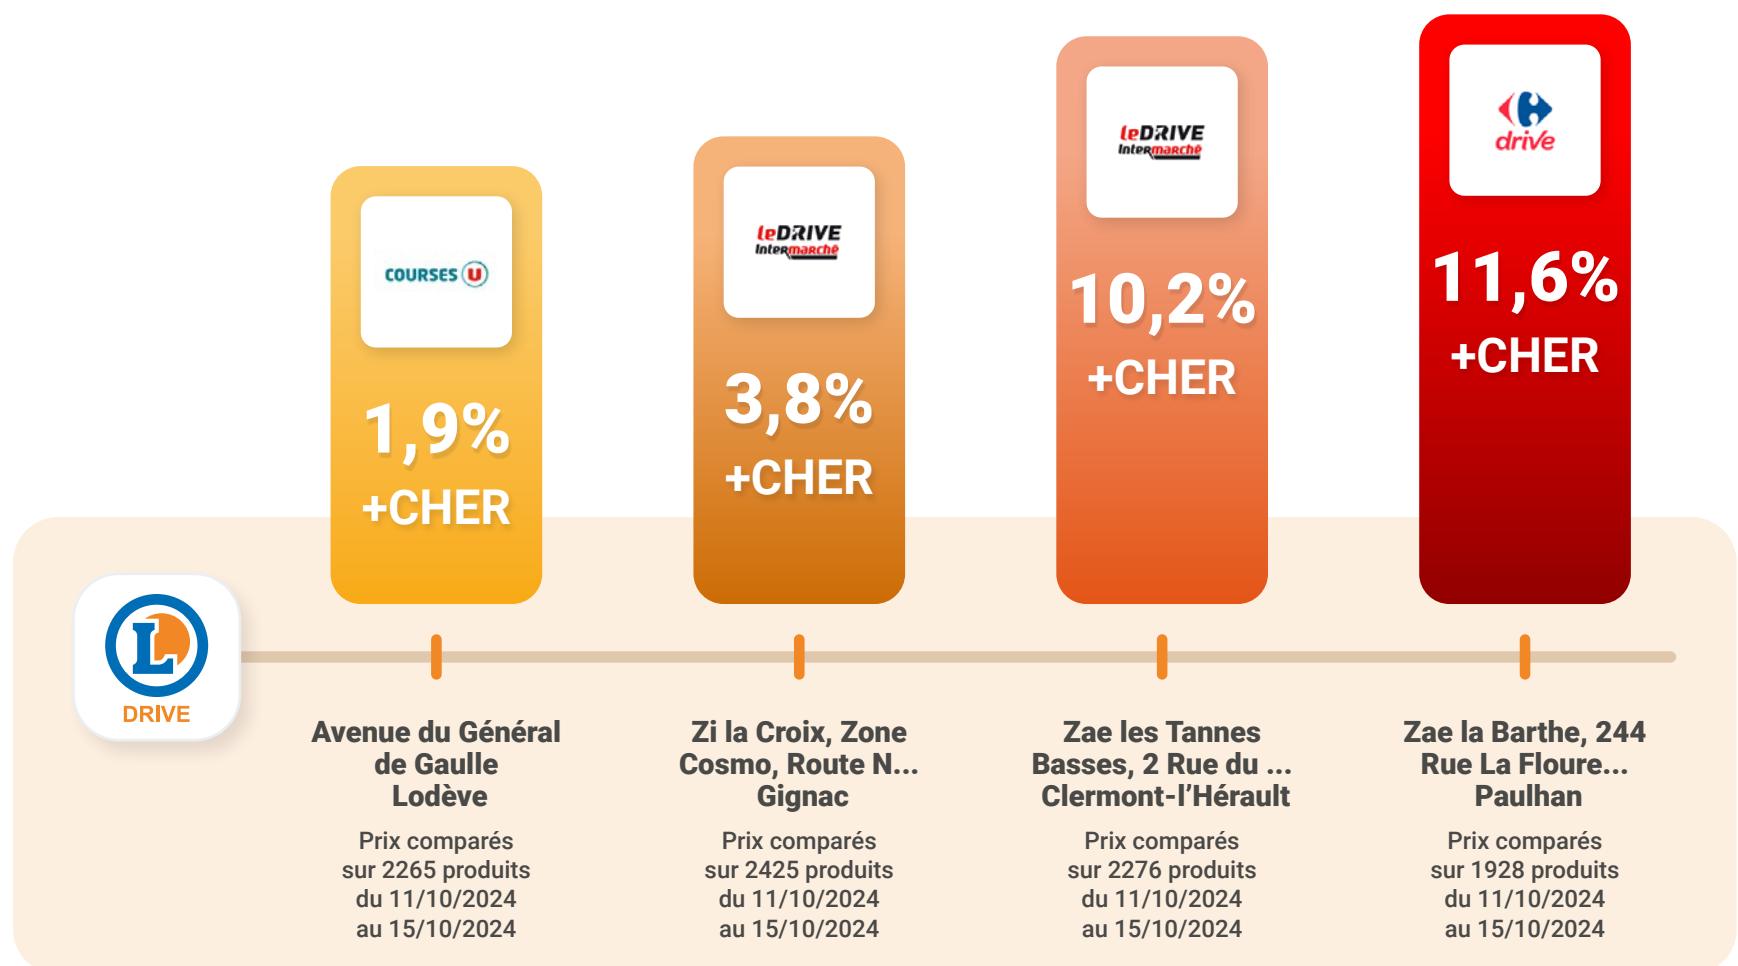 COURSES U
1,9%
+CHER
leDRIVE
Intermarché
3,8%
+CHER
leDRIVE
Intermarché
10,2%
+CHER
drive
11,6%
+CHER
L
DRIVE
Avenue du Général
de Gaulle
Lodève
Prix comparés
sur 2265 produits
du 11/10/2024
au 15/10/2024
Zi la Croix, Zone
Cosmo, Route N...
Gignac
Prix comparés
sur 2425 produits
du 11/10/2024
au 15/10/2024
Zae les Tannes
Basses, 2 Rue du ...
Clermont-l'Hérault
Prix comparés
sur 2276 produits
du 11/10/2024
au 15/10/2024
Zae la Barthe, 244
Rue La Floure...
Paulhan
Prix comparés
sur 1928 produits
du 11/10/2024
au 15/10/2024